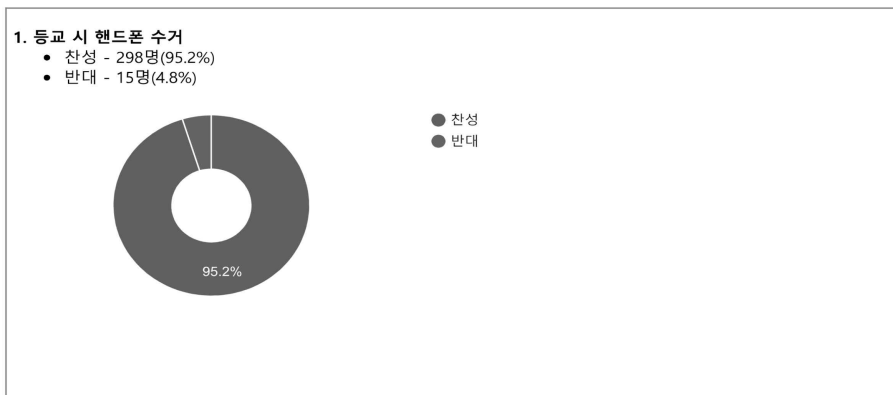 1. 등교 시 핸드폰 수거
● 찬성 - 298명(95.2%)
● 반대 - 15명(4.8%)
찬성
반대
95.2%